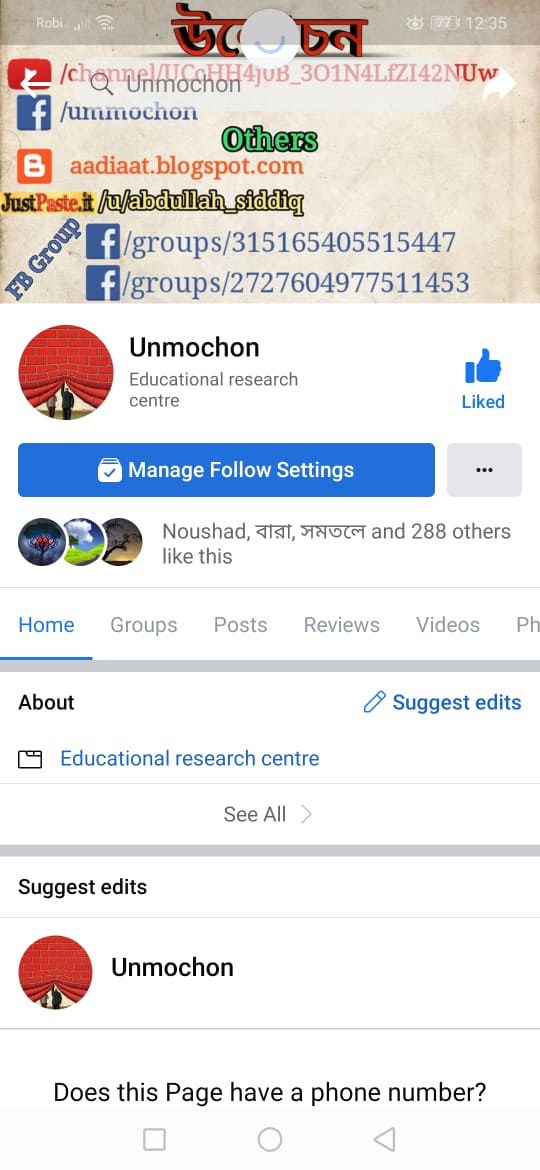 Robi 77 12:35
উন্মোচন
/channel/UCgHH4j0B_3O1N4LfZI42NUw
Unmochon
/ummochon
Others
B aadiaat.blogspot.com
JustPaste.it /u/abdullah_siddiq
FB Group
f /groups/315165405515447
f /groups/2727604977511453
Unmochon
Educational research
centre
Liked
Manage Follow Settings
Noushad, বারা, সমতলে and 288 others
like this
Home Groups Posts Reviews Videos Ph
About Suggest edits
Educational research centre
See All
Suggest edits
Unmochon
Does this Page have a phone number?